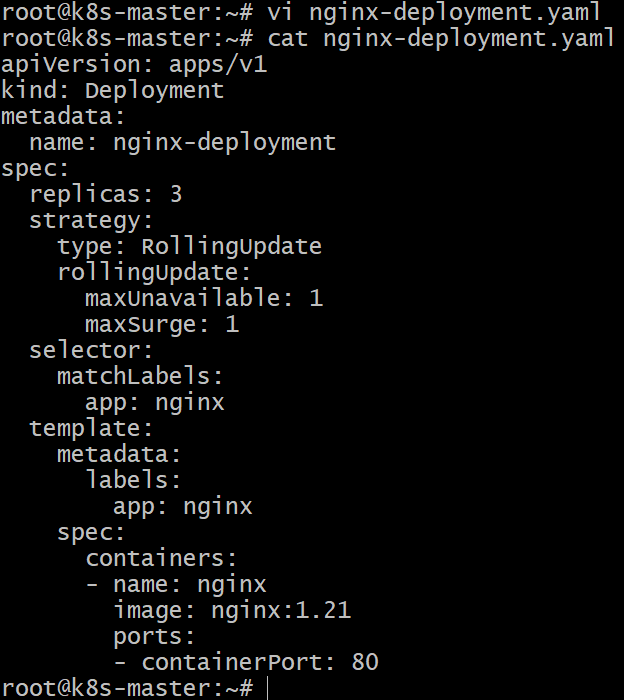 root@k8s-master:~# vi nginx-deployment.yaml
root@k8s-master:~# cat nginx-deployment.yaml
apiVersion: apps/v1
kind: Deployment
metadata:
  name: nginx-deployment
spec:
  replicas: 3
  strategy:
    type: RollingUpdate
    rollingUpdate:
      maxUnavailable: 1
      maxSurge: 1
  selector:
    matchLabels:
      app: nginx
  template:
    metadata:
      labels:
        app: nginx
    spec:
      containers:
      - name: nginx
        image: nginx:1.21
        ports:
        - containerPort: 80
root@k8s-master:~#